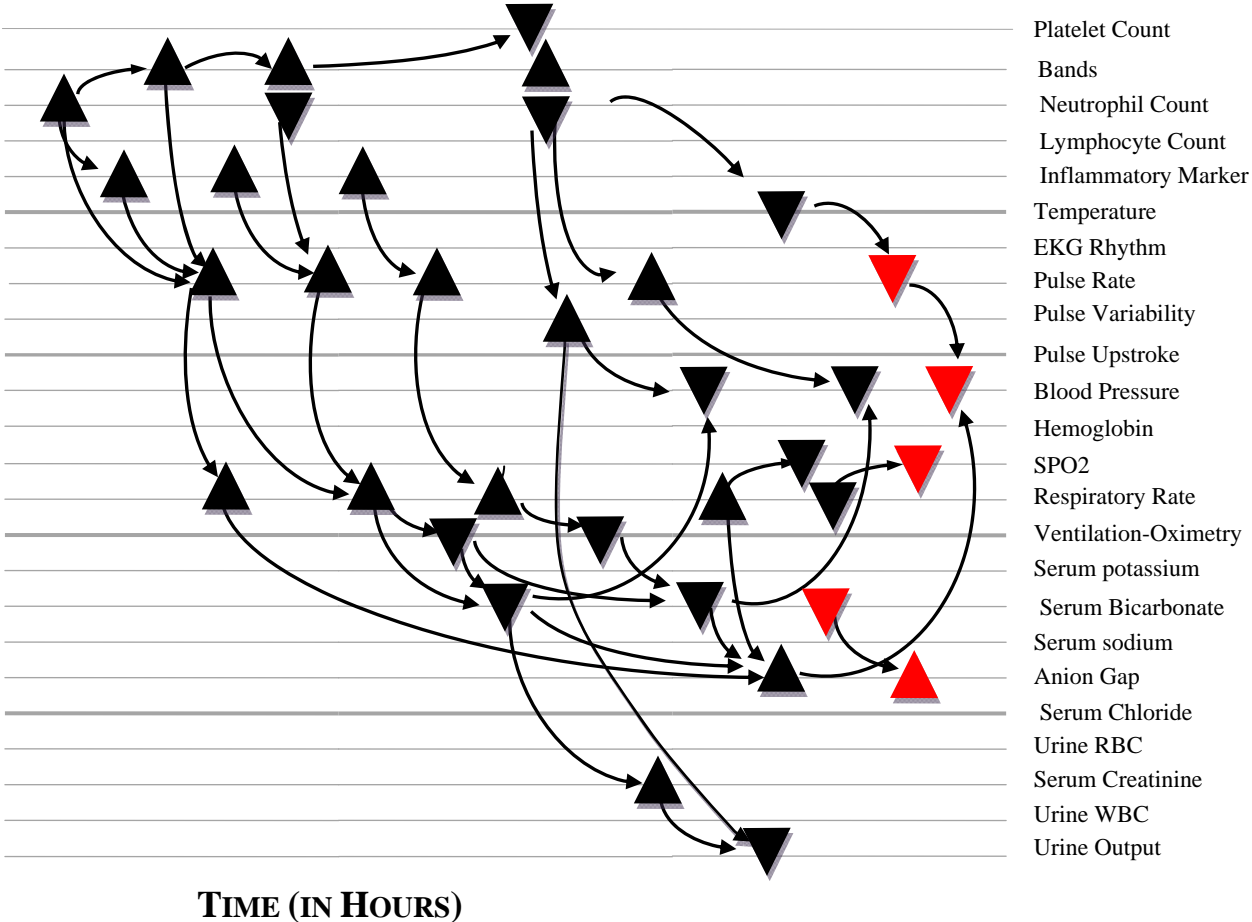 Platelet Count
Bands
Neutrophil Count
Lymphocyte Count
Inflammatory Marker
Temperature
EKG Rhythm
Pulse Rate
Pulse Variability
Pulse Upstroke
Blood Pressure
Hemoglobin
SPO2
Respiratory Rate
Ventilation-Oximetry
Serum potassium
Serum Bicarbonate
Serum sodium
Anion Gap
Serum Chloride
Urine RBC
Serum Creatinine
Urine WBC
Urine Output
TIME (IN HOURS)